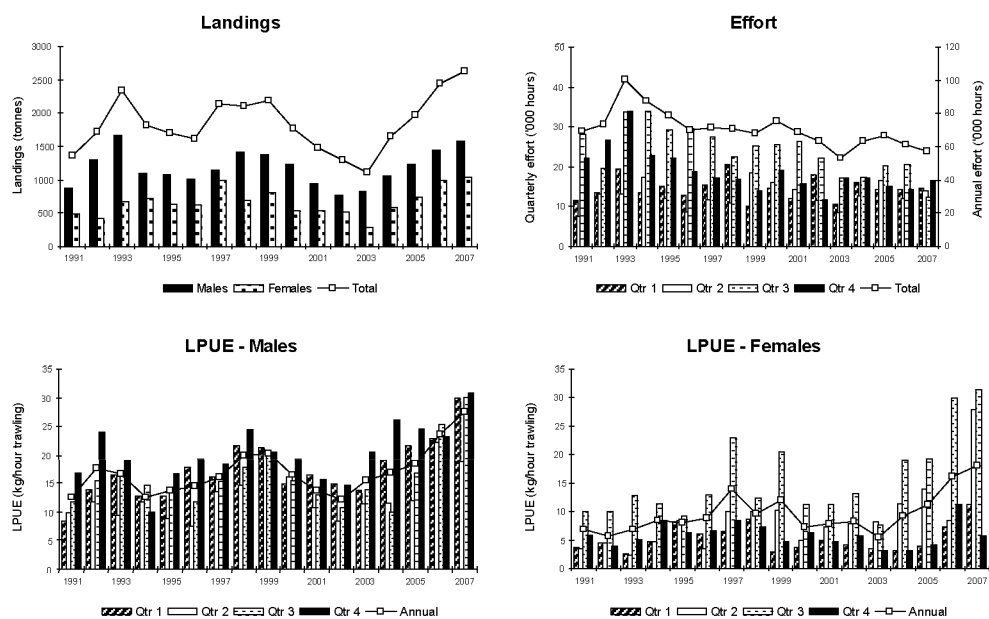 Landings
Landings (tonnes)
3000
2500
2000
1500
1000
500
0
1991 1993 1995 1997 1999 2001 2003 2005 2007
Males Females Total
Effort
Quarterly effort ('000 hours)
50
40
30
20
10
0
120
100
80
60
40
20
0
Annual effort ('000 hours)
1991 1993 1995 1997 1999 2001 2003 2005 2007
Qtr 1 Qtr 2 Qtr 3 Qtr 4 Total
LPUE - Males
LPUE (kg/hour trawling)
35
30
25
20
15
10
5
0
1991 1993 1995 1997 1999 2001 2003 2005 2007
Qtr 1 Qtr 2 Qtr 3 Qtr 4 Annual
LPUE - Females
LPUE (kg/hour trawling)
35
30
25
20
15
10
5
0
1991 1993 1995 1997 1999 2001 2003 2005 2007
Qtr 1 Qtr 2 Qtr 3 Qtr 4 Annual